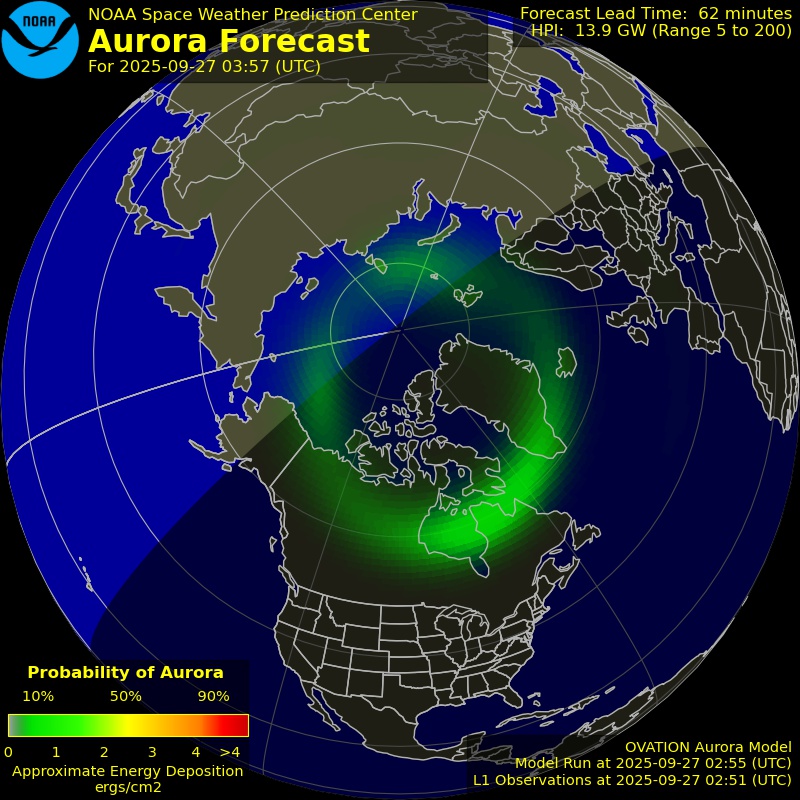 NOAA
NOAA Space Weather Prediction Center
Aurora Forecast
For 2025-09-27 03:57 (UTC)
Forecast Lead Time: 62 minutes
HPI: 13.9 GW (Range 5 to 200)
Probability of Aurora
10% 50% 90%
0 1 2 3 4 >4
Approximate Energy Deposition
ergs/cm2
OVATION Aurora Model
Model Run at 2025-09-27 02:55 (UTC)
L1 Observations at 2025-09-27 02:51 (UTC)